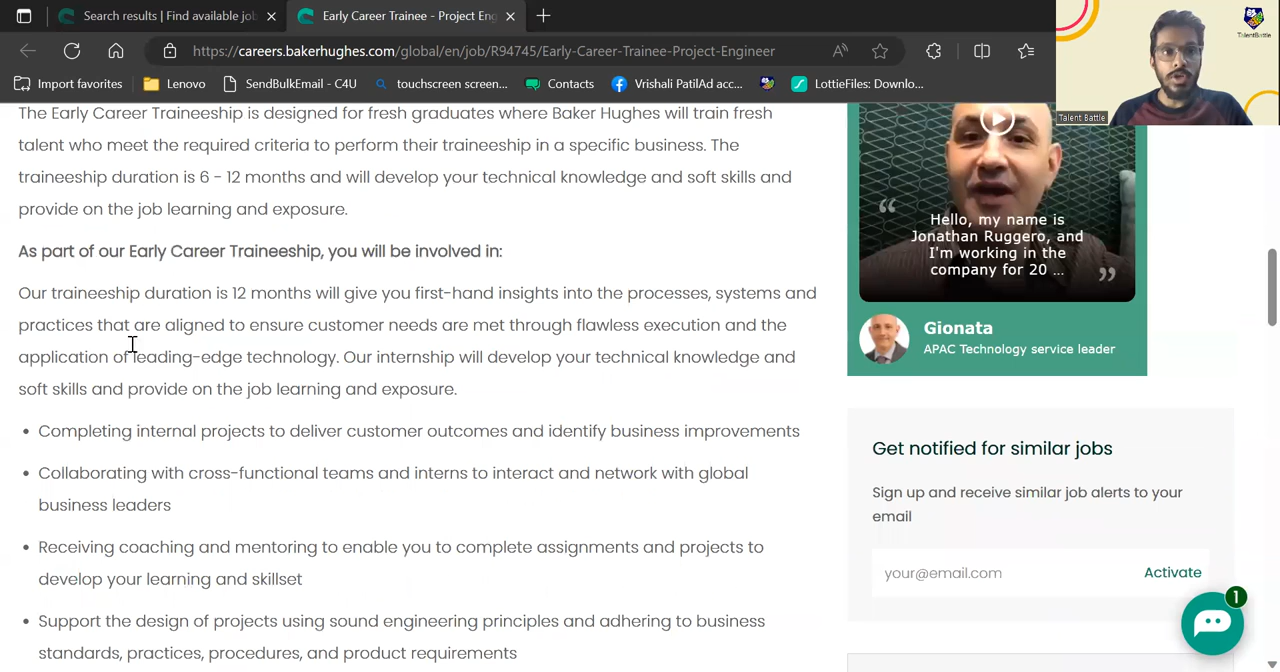 Search results | Find available jol
Early Career Trainee - Project Eng
https://careers.bakerhughes.com/global/en/job/R94745/Early-Career-Trainee-Project-Engineer
Import favorites
Lenovo
SendBulkEmail - C4U
touchscreen screen...
Contacts
Vrishali PatilAd acc...
LottieFiles: Downlo...
TalentBattle
Talent Battle
The Early Career Traineeship is designed for fresh graduates where Baker Hughes will train fresh
talent who meet the required criteria to perform their traineeship in a specific business. The
traineeship duration is 6 - 12 months and will develop your technical knowledge and soft skills and
provide on the job learning and exposure.
As part of our Early Career Traineeship, you will be involved in:
Our traineeship duration is 12 months will give you first-hand insights into the processes, systems and
practices that are aligned to ensure customer needs are met through flawless execution and the
application of leading-edge technology. Our internship will develop your technical knowledge and
soft skills and provide on the job learning and exposure.
• Completing internal projects to deliver customer outcomes and identify business improvements
• Collaborating with cross-functional teams and interns to interact and network with global
business leaders
• Receiving coaching and mentoring to enable you to complete assignments and projects to
develop your learning and skillset
• Support the design of projects using sound engineering principles and adhering to business
standards, practices, procedures, and product requirements
“ Hello, my name is
Jonathan Ruggero, and
I'm working in the
company for 20 ... ”
Gionata
APAC Technology service leader
Get notified for similar jobs
Sign up and receive similar job alerts to your
email
your@email.com
Activate
1